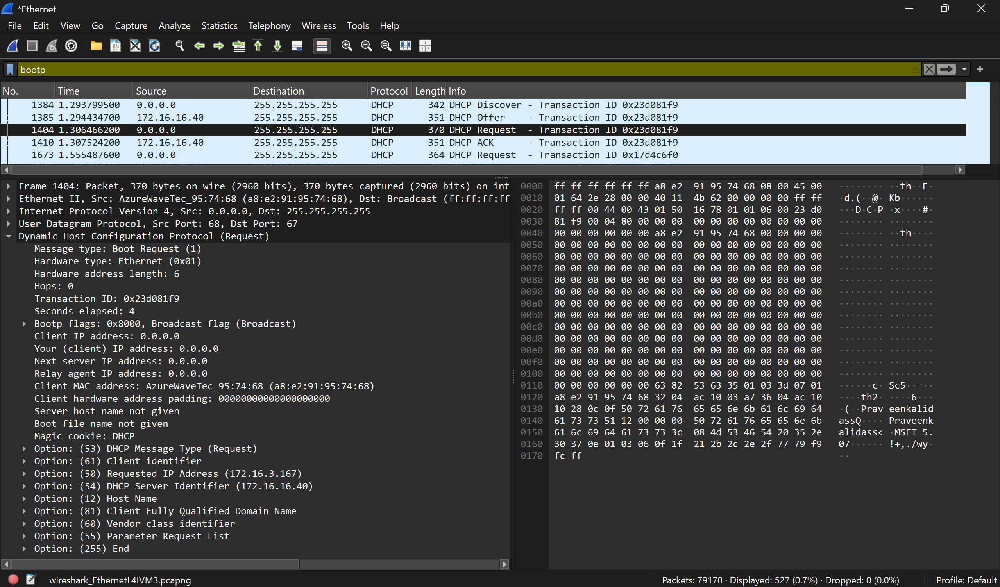 *Ethernet
File Edit View Go Capture Analyze Statistics Telephony Wireless Tools Help
bootp
No. Time Source Destination Protocol Length Info
1384 1.293799500 0.0.0.0 255.255.255.255 DHCP 342 DHCP Discover - Transaction ID 0x23d081f9
1385 1.294434700 172.16.16.40 255.255.255.255 DHCP 351 DHCP Offer - Transaction ID 0x23d081f9
1404 1.306466200 0.0.0.0 255.255.255.255 DHCP 370 DHCP Request - Transaction ID 0x23d081f9
1410 1.307524200 172.16.16.40 255.255.255.255 DHCP 351 DHCP ACK - Transaction ID 0x23d081f9
1673 1.555487600 0.0.0.0 255.255.255.255 DHCP 364 DHCP Request - Transaction ID 0x17d4c6f0
Frame 1404: Packet, 370 bytes on wire (2960 bits), 370 bytes captured (2960 bits) on int
Ethernet II, Src: AzureWaveTec_95:74:68 (a8:e2:91:95:74:68), Dst: Broadcast (ff:ff:ff:ff
Internet Protocol Version 4, Src: 0.0.0.0, Dst: 255.255.255.255
User Datagram Protocol, Src Port: 68, Dst Port: 67
Dynamic Host Configuration Protocol (Request)
Message type: Boot Request (1)
Hardware type: Ethernet (0x01)
Hardware address length: 6
Hops: 0
Transaction ID: 0x23d081f9
Seconds elapsed: 4
Bootp flags: 0x8000, Broadcast flag (Broadcast)
Client IP address: 0.0.0.0
Your (client) IP address: 0.0.0.0
Next server IP address: 0.0.0.0
Relay agent IP address: 0.0.0.0
Client MAC address: AzureWaveTec_95:74:68 (a8:e2:91:95:74:68)
Client hardware address padding: 00000000000000000000
Server host name not given
Boot file name not given
Magic cookie: DHCP
Option: (53) DHCP Message Type (Request)
Option: (61) Client identifier
Option: (50) Requested IP Address (172.16.3.167)
Option: (54) DHCP Server Identifier (172.16.16.40)
Option: (12) Host Name
Option: (81) Client Fully Qualified Domain Name
Option: (60) Vendor class identifier
Option: (55) Parameter Request List
Option: (255) End
0000 ff ff ff ff ff ff a8 e2 91 95 74 68 08 00 45 00 ········ ··th··E·
0010 01 64 2e 28 00 00 40 11 4b 62 00 00 00 00 ff ff ·d.(··@· Kb······
0020 ff ff 00 44 00 43 01 50 16 78 01 01 06 00 23 d0 ···D·C·P ·x····#·
0030 81 f9 00 04 80 00 00 00 00 00 00 00 00 00 00 00 ········ ········
0040 00 00 00 00 00 00 a8 e2 91 95 74 68 00 00 00 00 ········ ··th····
0050 00 00 00 00 00 00 00 00 00 00 00 00 00 00 00 00 ········ ········
0060 00 00 00 00 00 00 00 00 00 00 00 00 00 00 00 00 ········ ········
0070 00 00 00 00 00 00 00 00 00 00 00 00 00 00 00 00 ········ ········
0080 00 00 00 00 00 00 00 00 00 00 00 00 00 00 00 00 ········ ········
0090 00 00 00 00 00 00 00 00 00 00 00 00 00 00 00 00 ········ ········
00a0 00 00 00 00 00 00 00 00 00 00 00 00 00 00 00 00 ········ ········
00b0 00 00 00 00 00 00 00 00 00 00 00 00 00 00 00 00 ········ ········
00c0 00 00 00 00 00 00 00 00 00 00 00 00 00 00 00 00 ········ ········
00d0 00 00 00 00 00 00 00 00 00 00 00 00 00 00 00 00 ········ ········
00e0 00 00 00 00 00 00 00 00 00 00 00 00 00 00 00 00 ········ ········
00f0 00 00 00 00 00 00 00 00 00 00 00 00 00 00 00 00 ········ ········
0100 00 00 00 00 00 00 00 00 00 00 00 00 00 00 00 00 ········ ········
0110 00 00 00 00 00 00 63 82 53 63 35 01 03 3d 07 01 ······c· Sc5··=··
0120 a8 e2 91 95 74 68 32 04 ac 10 03 a7 36 04 ac 10 ····th2· ····6···
0130 10 28 0c 0f 50 72 61 76 65 65 6e 6b 61 6c 69 64 ·(··Prav eenkalid
0140 61 73 73 51 12 00 00 00 50 72 61 76 65 65 6e 6b assQ···· Praveenk
0150 61 6c 69 64 61 73 73 3c 08 4d 53 46 54 20 35 2e alidass< ·MSFT 5.
0160 30 37 0e 01 03 06 0f 1f 21 2b 2c 2e 2f 77 79 f9 07······ !+,./wy·
0170 fc ff ··
wireshark_EthernetL4IVM3.pcapng Packets: 79170 · Displayed: 527 (0.7%) · Dropped: 0 (0.0%) Profile: Default